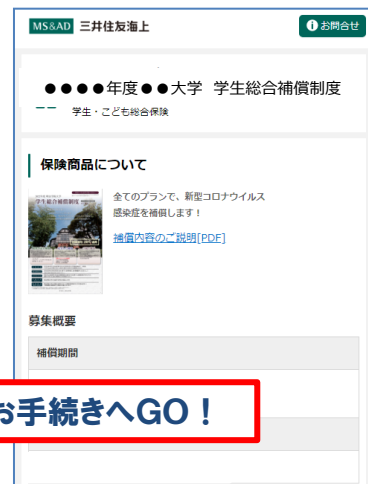 MS&AD 三井住友海上
お問合せ
●●●●年度●●大学 学生総合補償制度
学生・こども総合保険
保険商品について
全てのプランで、新型コロナウイルス
感染症を補償します！
補償内容のご説明[PDF]
募集概要
補償期間
お手続きへGO！